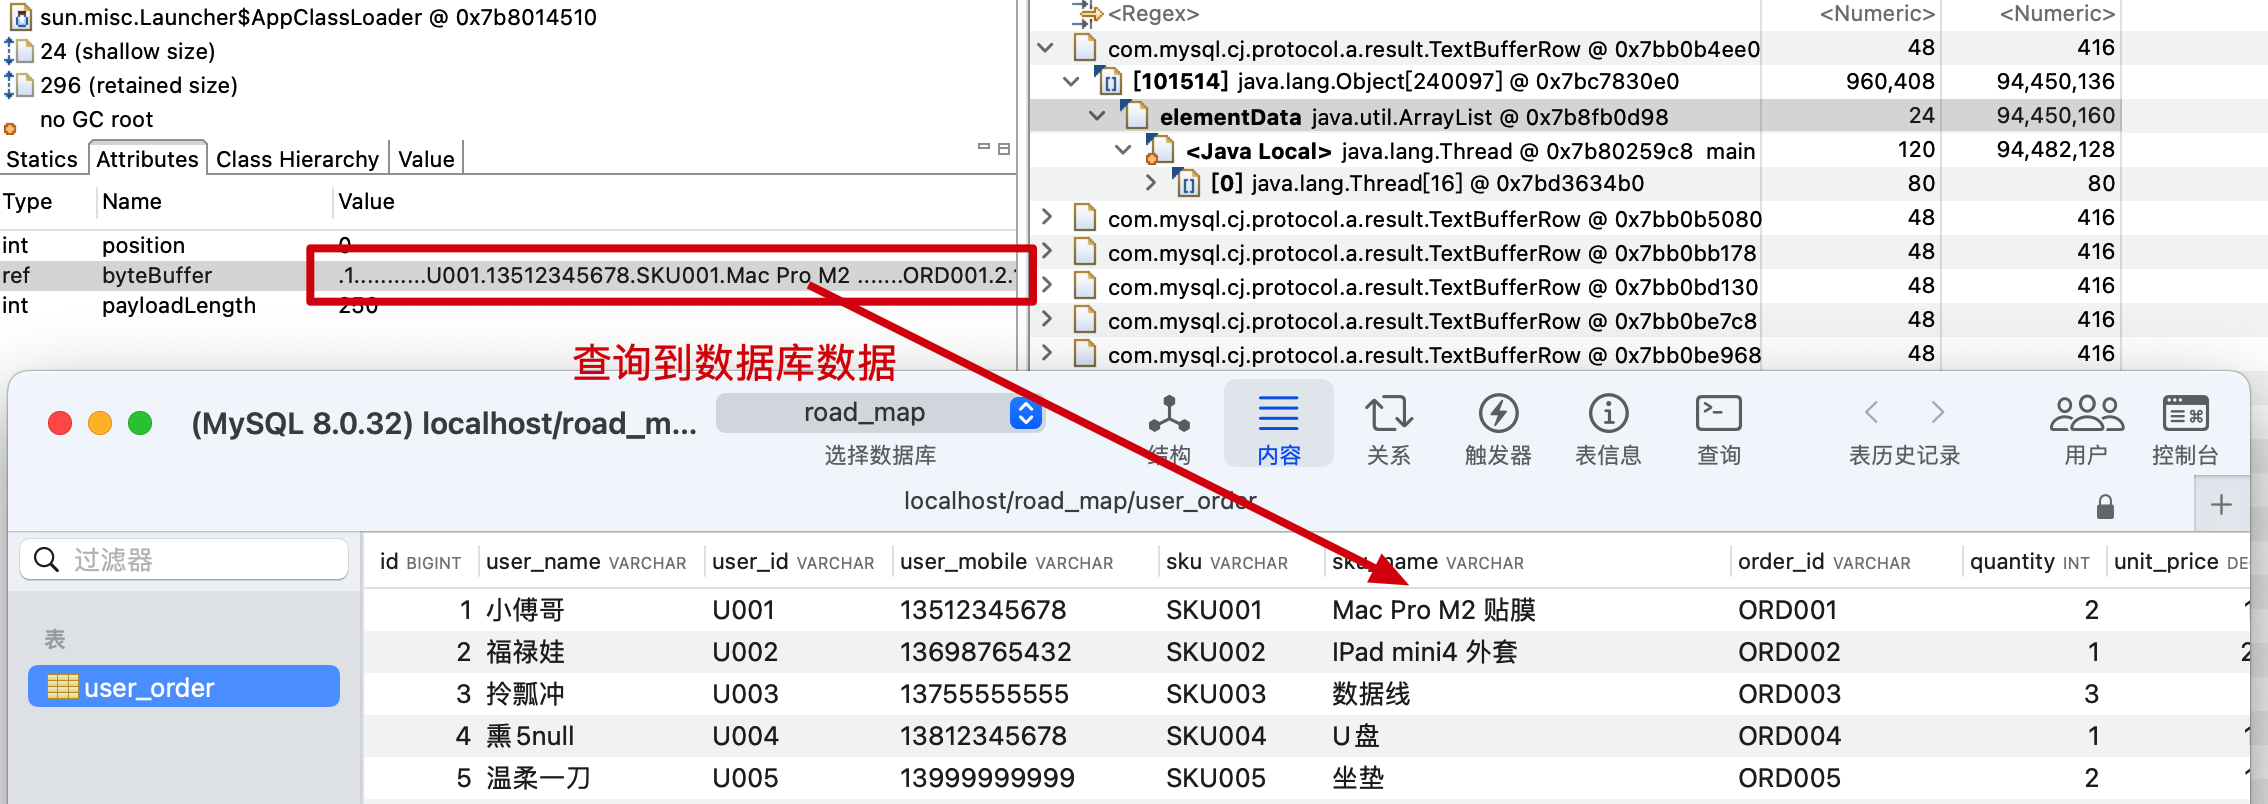 sun.misc.Launcher$AppClassLoader @ 0x7b8014510
24 (shallow size)
296 (retained size)
no GC root
Statics Attributes Class Hierarchy Value
Type Name Value
int position 0
ref byteBuffer .1..........U001.13512345678.SKU001.Mac Pro M2 .......ORD001.2.
int payloadLength 250
<Regex> <Numeric> <Numeric>
com.mysql.cj.protocol.a.result.TextBufferRow @ 0x7bb0b4ee0 48 416
[101514] java.lang.Object[240097] @ 0x7bc7830e0 960,408 94,450,136
elementData java.util.ArrayList @ 0x7b8fb0d98 24 94,450,160
<Java Local> java.lang.Thread @ 0x7b80259c8 main 120 94,482,128
[0] java.lang.Thread[16] @ 0x7bd3634b0 80 80
com.mysql.cj.protocol.a.result.TextBufferRow @ 0x7bb0b5080 48 416
com.mysql.cj.protocol.a.result.TextBufferRow @ 0x7bb0bb178 48 416
com.mysql.cj.protocol.a.result.TextBufferRow @ 0x7bb0bd130 48 416
com.mysql.cj.protocol.a.result.TextBufferRow @ 0x7bb0be7c8 48 416
com.mysql.cj.protocol.a.result.TextBufferRow @ 0x7bb0be968 48 416
查询到数据库数据
(MySQL 8.0.32) localhost/road_m... road_map
选择数据库 结构 内容 关系 触发器 表信息 查询 表历史记录 用户 控制台
localhost/road_map/user_order
过滤器
表
user_order
id BIGINT user_name VARCHAR user_id VARCHAR user_mobile VARCHAR sku VARCHAR sku_name VARCHAR order_id VARCHAR quantity INT unit_price DE
1 小傅哥 U001 13512345678 SKU001 Mac Pro M2 贴膜 ORD001 2
2 福禄娃 U002 13698765432 SKU002 IPad mini4 外套 ORD002 1 2
3 拎瓢冲 U003 13755555555 SKU003 数据线 ORD003 3
4 熏5null U004 13812345678 SKU004 U盘 ORD004 1 1
5 温柔一刀 U005 13999999999 SKU005 坐垫 ORD005 2